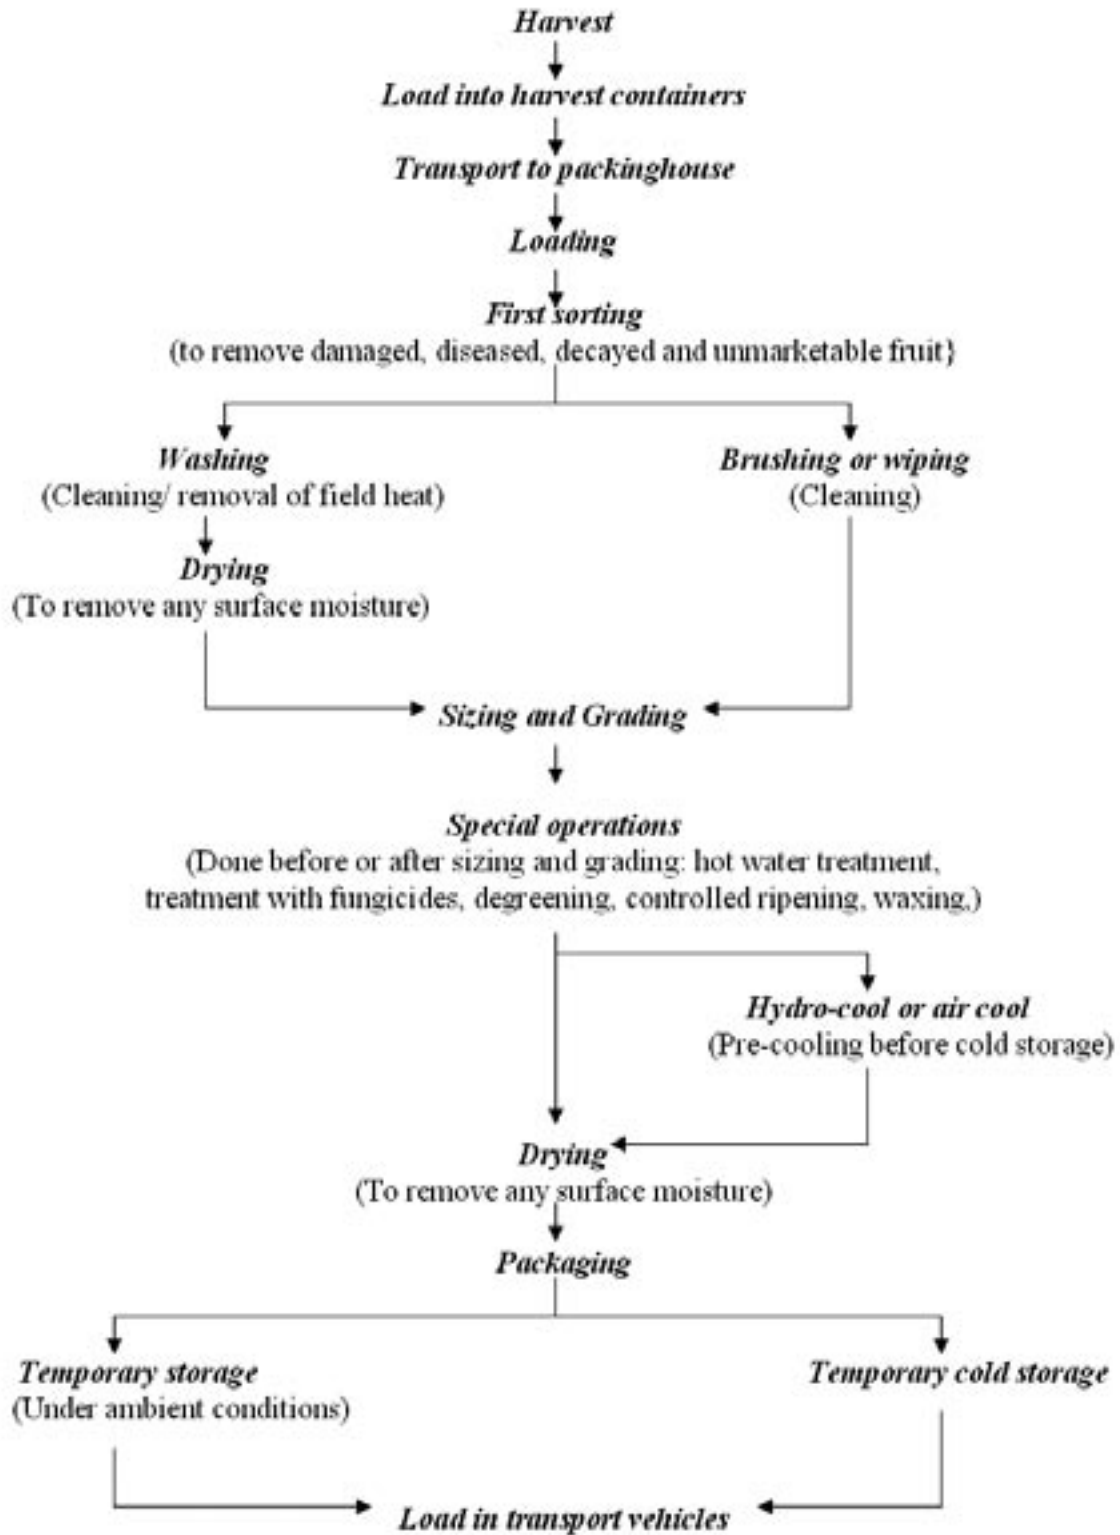 Harvest
Load into harvest containers
Transport to packinghouse
Loading
First sorting
(to remove damaged, diseased, decayed and unmarketable fruit}
Washing
(Cleaning/ removal of field heat)
Brushing or wiping
(Cleaning)
Drying
(To remove any surface moisture)
Sizing and Grading
Special operations
(Done before or after sizing and grading: hot water treatment,
treatment with fungicides, degreening, controlled ripening, waxing,)
Hydro-cool or air cool
(Pre-cooling before cold storage)
Drying
(To remove any surface moisture)
Packaging
Temporary storage
(Under ambient conditions)
Temporary cold storage
Load in transport vehicles